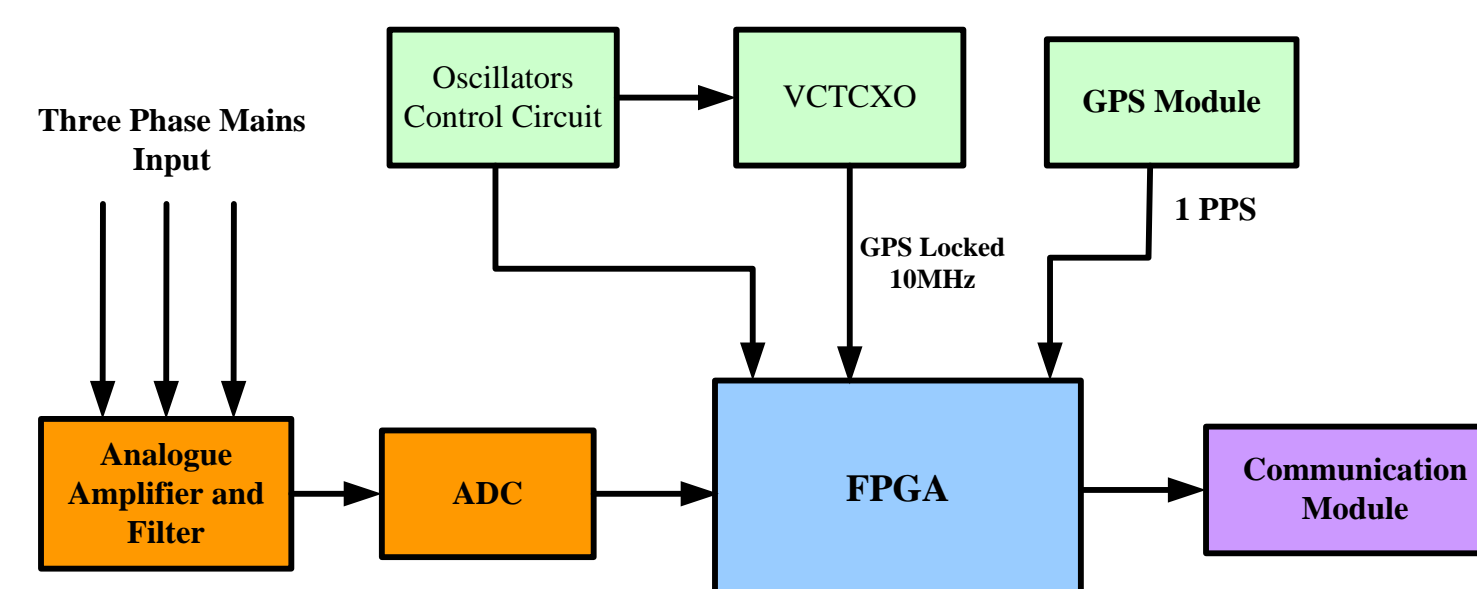 Three Phase Mains
Input
Oscillators
Control Circuit
VCTCXO
GPS Module
1 PPS
GPS Locked
10MHz
Analogue
Amplifier and
Filter
ADC
FPGA
Communication
Module